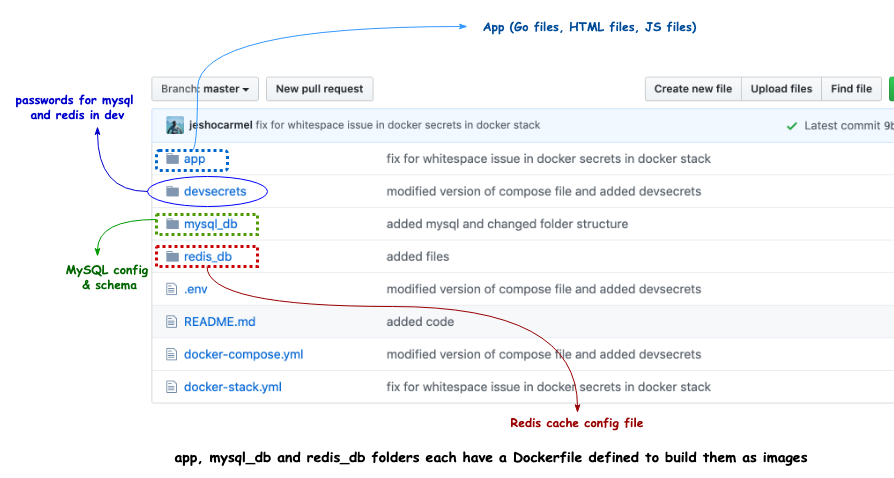 App (Go files, HTML files, JS files)
Branch: master
New pull request
Create new file
Upload files
Find file
passwords for mysql
and redis in dev
jeshocarmel fix for whitespace issue in docker secrets in docker stack
Latest commit 9b
app
fix for whitespace issue in docker secrets in docker stack
devsecrets
modified version of compose file and added devsecrets
mysql_db
added mysql and changed folder structure
redis_db
added files
MySQL config
& schema
.env
modified version of compose file and added devsecrets
README.md
added code
docker-compose.yml
modified version of compose file and added devsecrets
docker-stack.yml
fix for whitespace issue in docker secrets in docker stack
Redis cache config file
app, mysql_db and redis_db folders each have a Dockerfile defined to build them as images